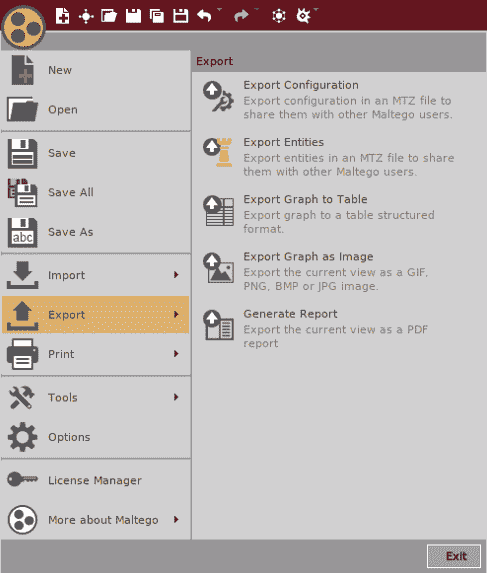 New
Open
Save
Save All
abc
Save As
Import
Export
Print
Tools
Options
License Manager
More about Maltego
Export
Export Configuration
Export configuration in an MTZ file to
share them with other Maltego users.
Export Entities
Export entities in an MTZ file to share
them with other Maltego users.
Export Graph to Table
Export graph to a table structured
format.
Export Graph as Image
Export the current view as a GIF,
PNG, BMP or JPG image.
Generate Report
Export the current view as a PDF
report
Exit